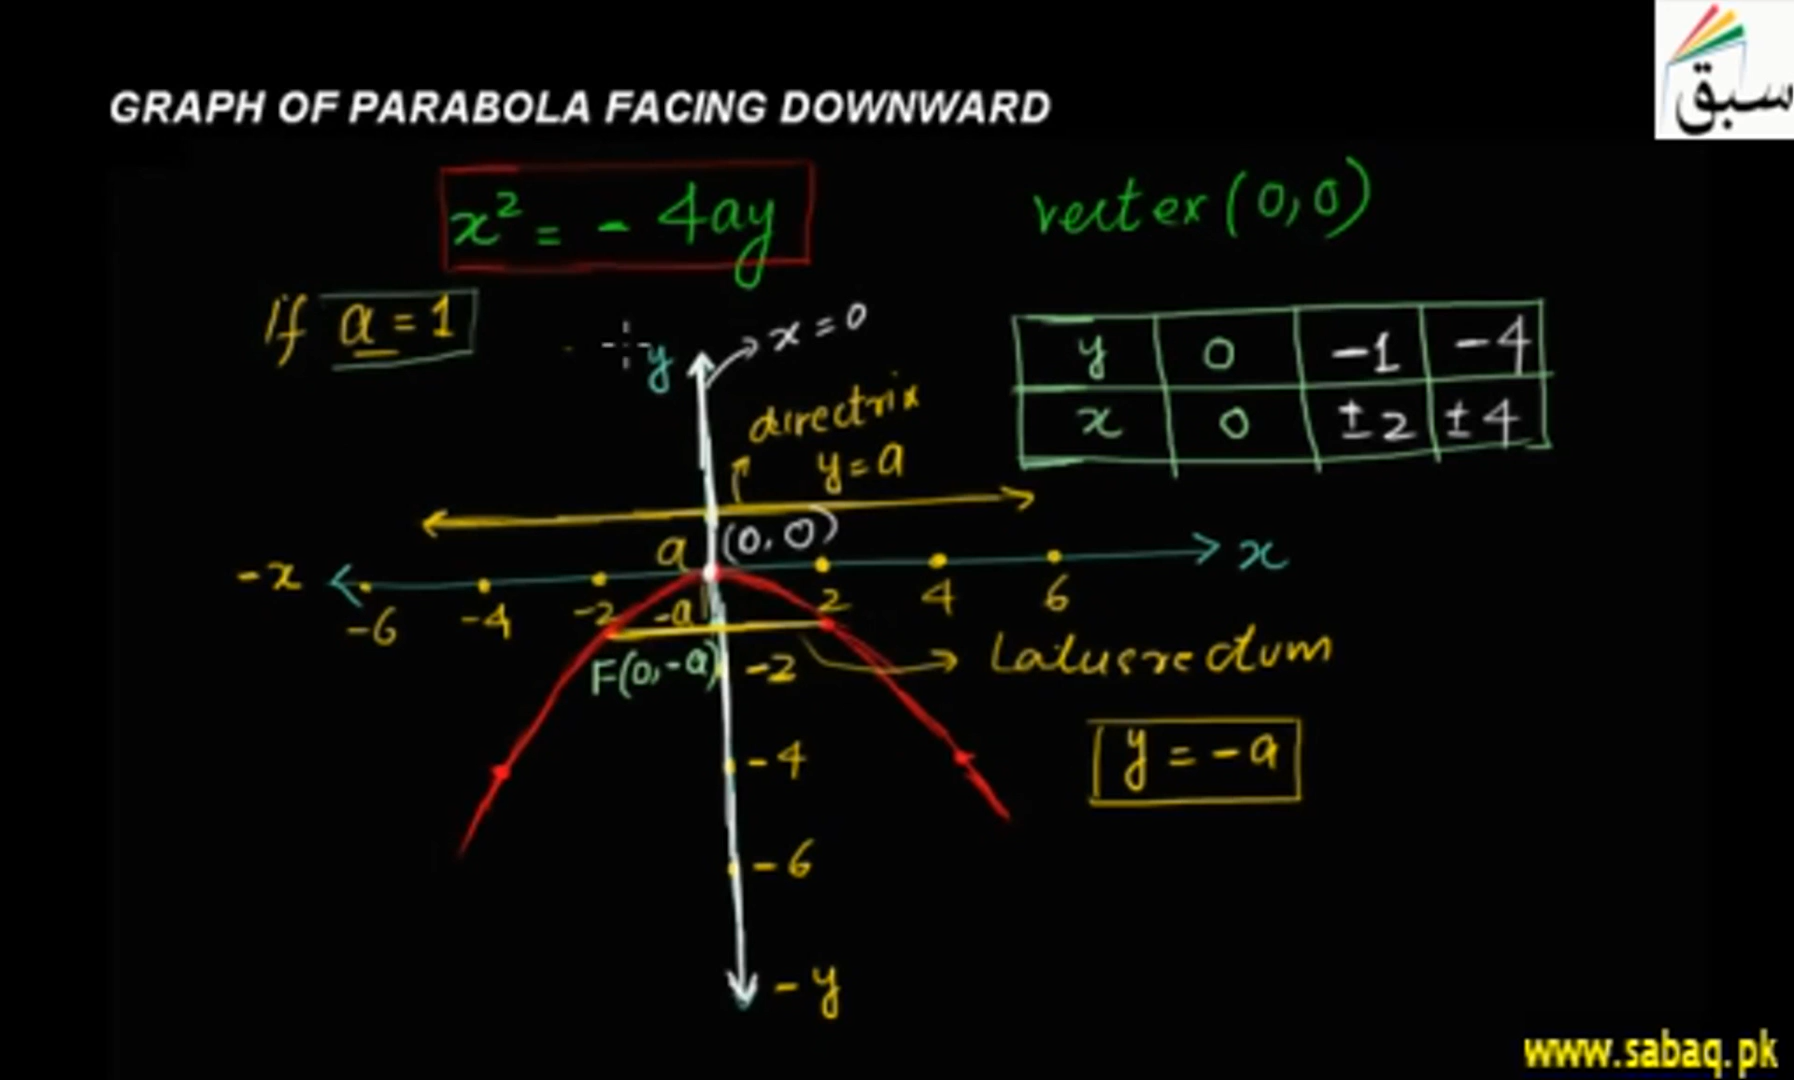 سبق
GRAPH OF PARABOLA FACING DOWNWARD
x² = - 4ay
vertex (0,0)
If a = 1
y
x = 0
y 0 -1 -4
x 0 ±2 ±4
directrix
y = a
a (0,0)
-x
x
-6 -4 -2 -a 2 4 6
F(0,-a) -2
Latusrectum
y = -a
-4
-6
-y
www.sabaq.pk